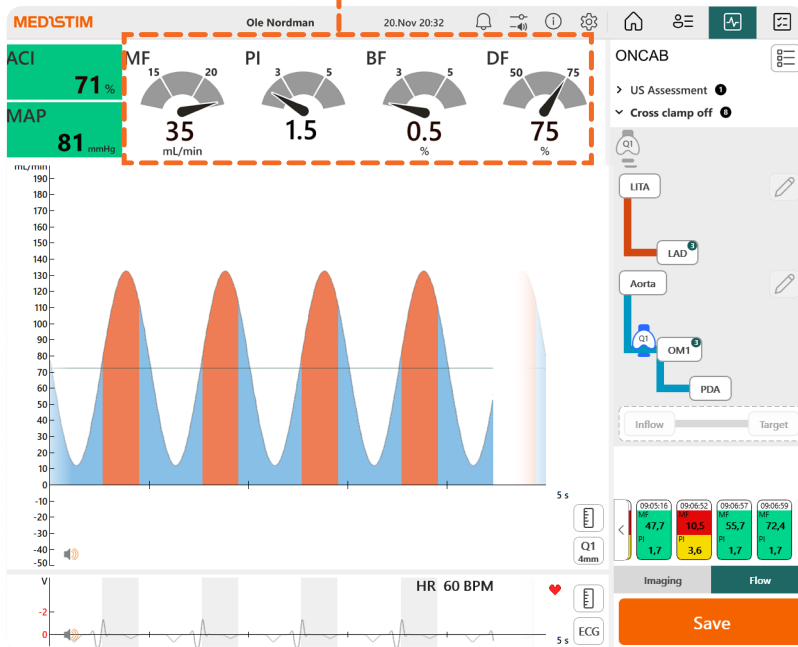 MEDISTIM
Ole Nordman
20.Nov 20:32
ACI
71 %
MAP
81 mmHg
MF
15 20
35
mL/min
PI
3 5
1.5
BF
3 5
0.5
%
DF
50 75
75
%
ONCAB
US Assessment 1
Cross clamp off 8
Q1
LITA
LAD 3
Aorta
Q1
OM1 3
PDA
Inflow Target
mL/min
190
180
170
160
150
140
130
120
110
100
90
80
70
60
50
40
30
20
10
0
-10
-20
-30
-40
-50
5 s
Q1
4mm
09:05:16
MF
47,7
PI
1,7
09:06:52
MF
10,5
PI
3,6
09:06:57
MF
55,7
PI
1,7
09:06:59
MF
72,4
PI
1,7
Imaging Flow
Save
V
-2
0
HR 60 BPM
5 s
ECG